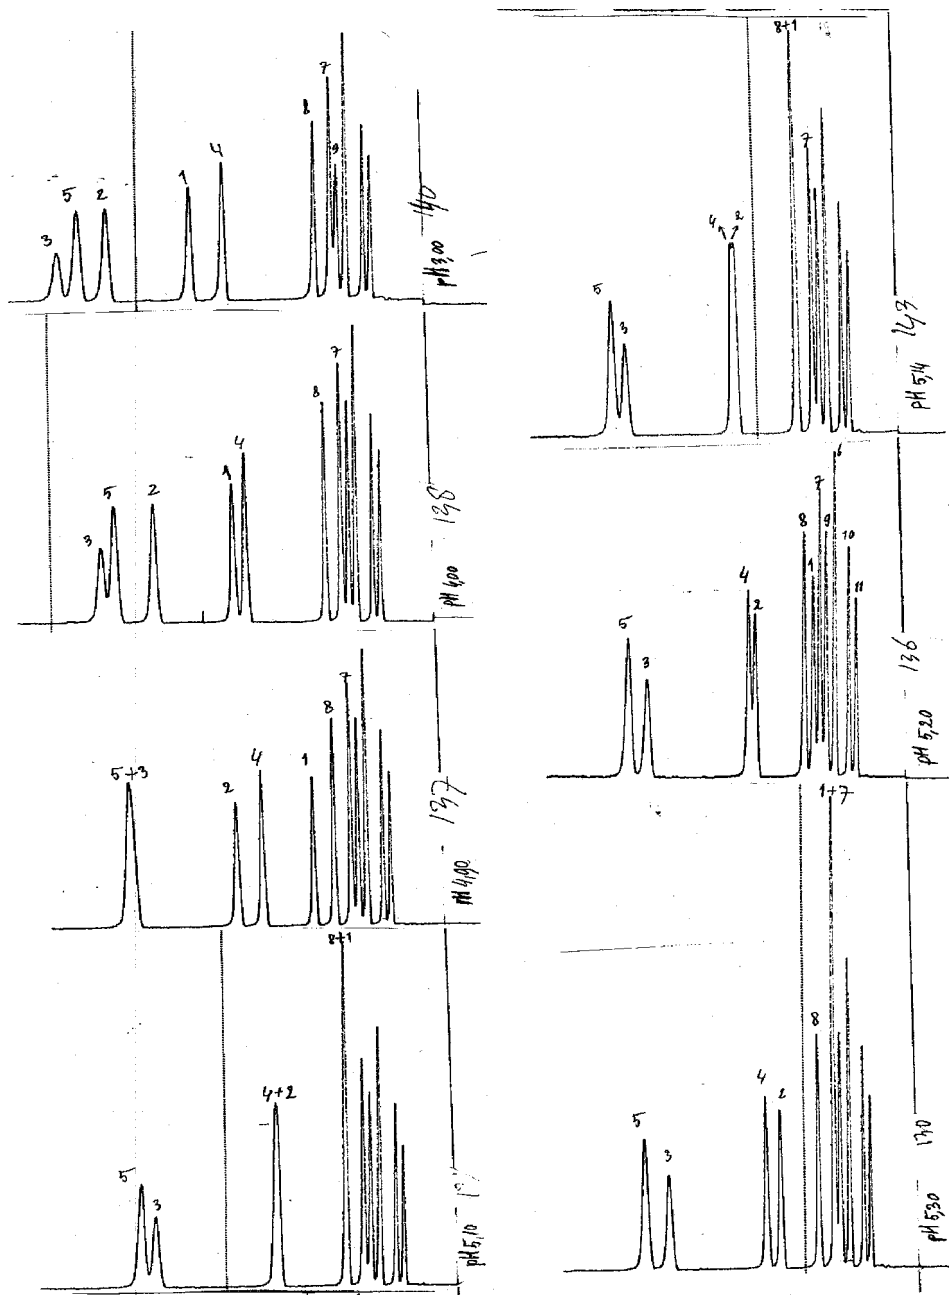 3 5 2 1 4 8 7 9
pH 3,00 140
3 5 2 1 4 8 7
pH 4,00 - 138
5+3 2 4 1 8 7
pH 4,90 - 137
5 3 4+2 8+1
pH 5,10
5 3 4 2 8+1 7
pH 5,14 143
5 3 4 2 8 1 7 9 6 10 11
pH 5,20 136
5 3 4 2 8 1+7
pH 5,30 130